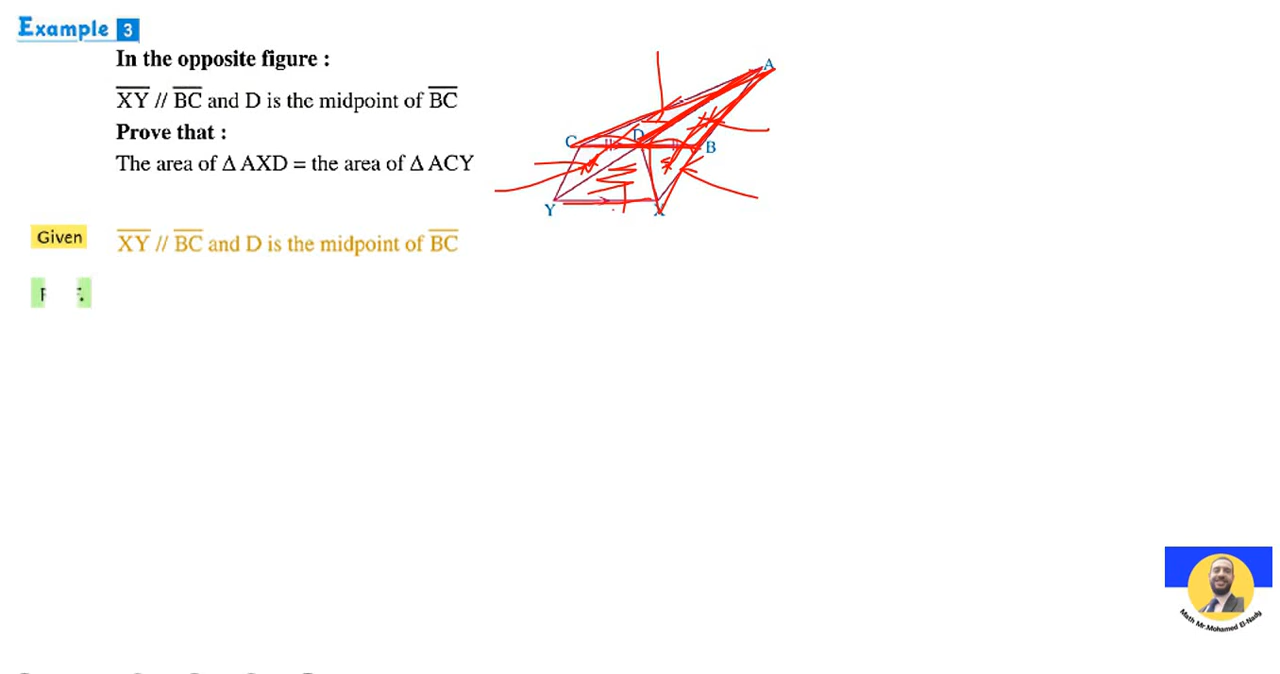 Example 3
In the opposite figure :
XY // BC and D is the midpoint of BC
Prove that :
The area of Δ AXD = the area of Δ ACY
A
C
D
B
Y
X
Given
XY // BC and D is the midpoint of BC
Math Mr.Mohamed El-Nady